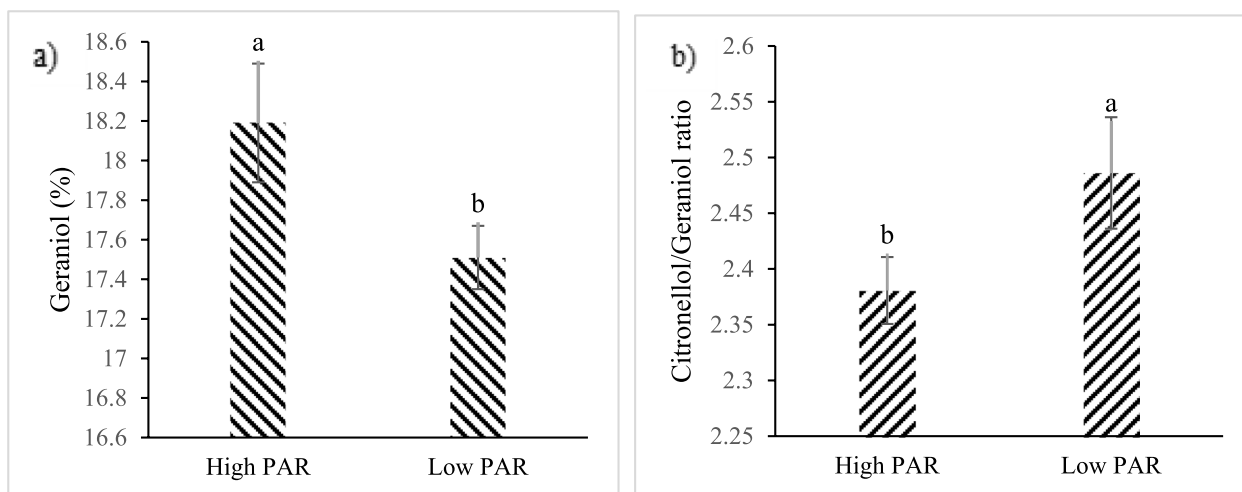 a)
Geraniol (%)
18.6
18.4
18.2
18
17.8
17.6
17.4
17.2
17
16.8
16.6
a
b
High PAR
Low PAR
b)
Citronellol/Geraniol ratio
2.6
2.55
2.5
2.45
2.4
2.35
2.3
2.25
b
a
High PAR
Low PAR